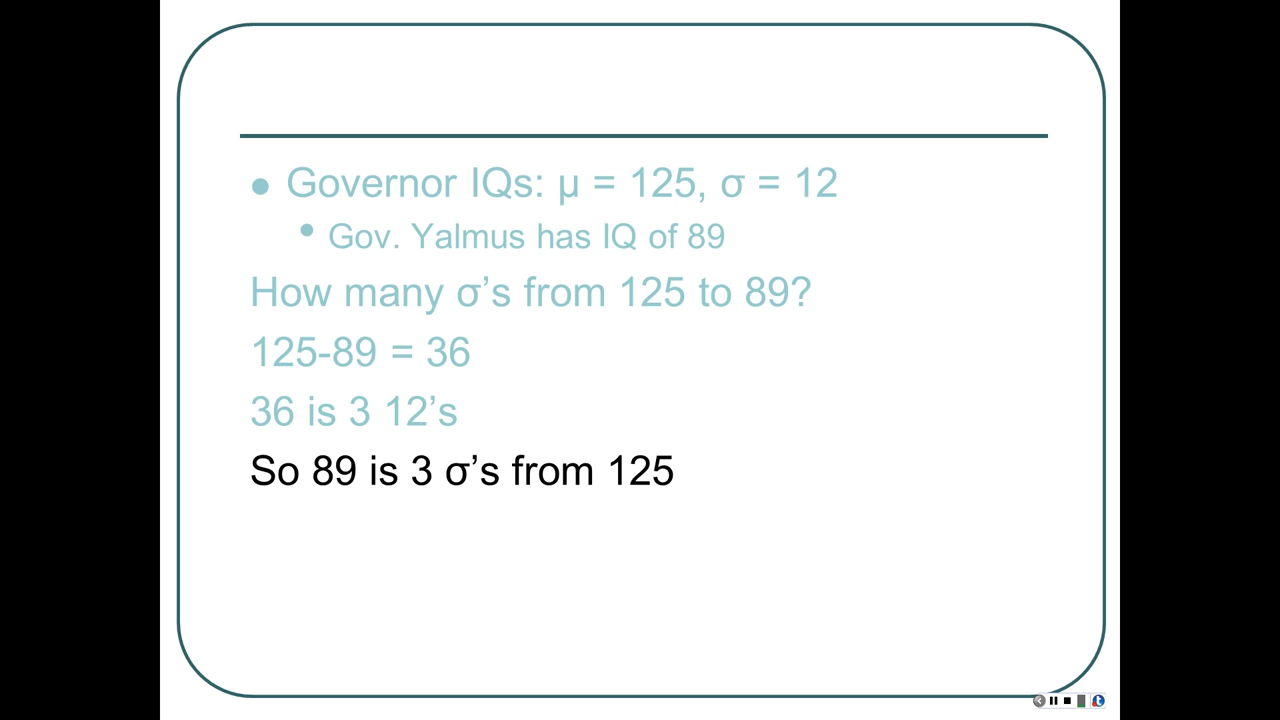 Governor IQs: μ = 125, σ = 12
Gov. Yalmus has IQ of 89
How many σ’s from 125 to 89?
125-89 = 36
36 is 3 12’s
So 89 is 3 σ’s from 125